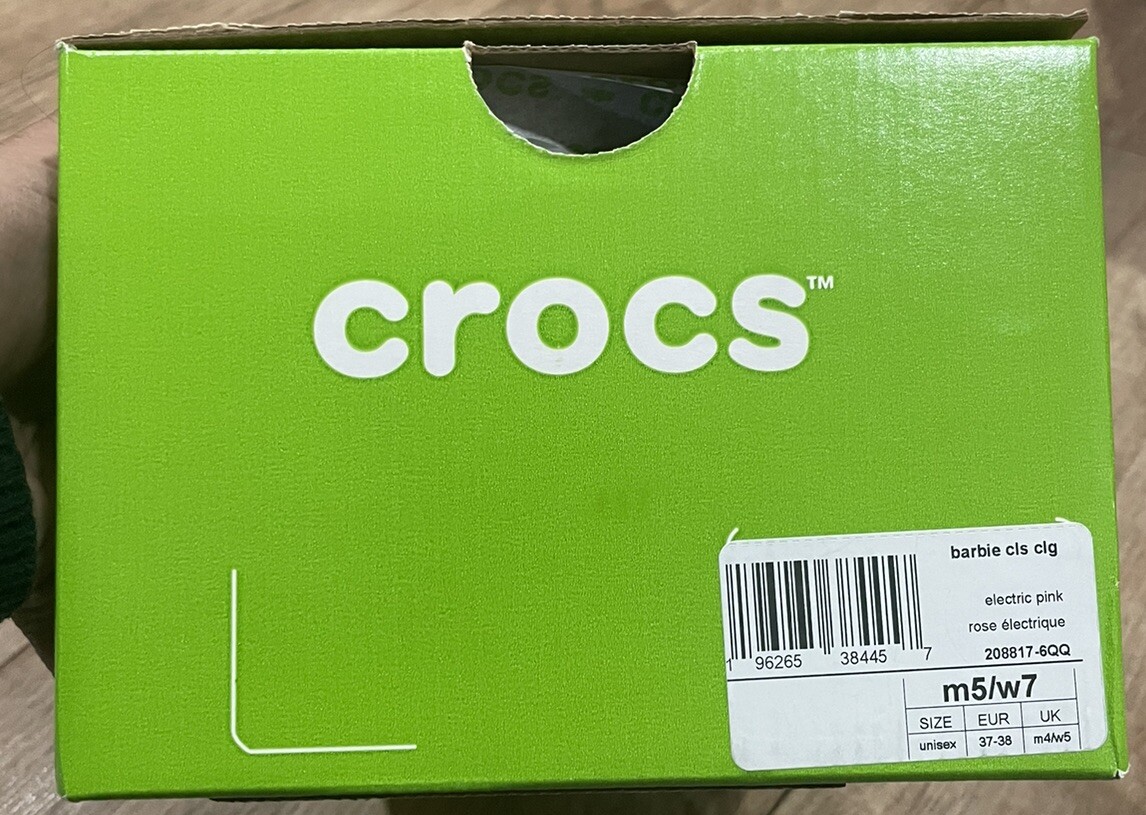 crocs™
barbie cls clg
electric pink
rose électrique
208817-6QQ
1 96265 38445 7
m5/w7
SIZE EUR UK
unisex 37-38 m4/w5